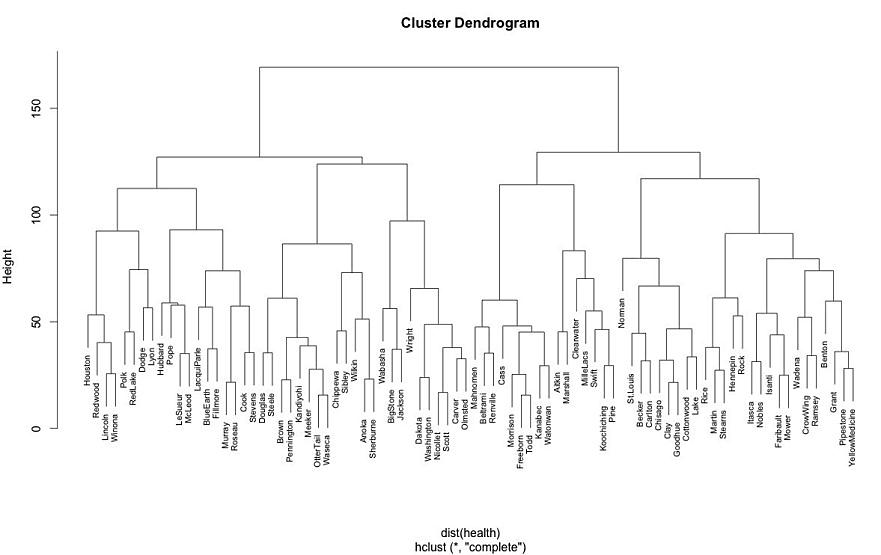 Cluster Dendrogram
Height
150
100
50
0
Houston
Redwood
Lincoln
Winona
Polk
RedLake
Dodge
Lyon
Hubbard
Pope
LeSueur
McLeod
LacquiParle
BlueEarth
Fillmore
Murray
Roseau
Cook
Stevens
Douglas
Steele
Brown
Pennington
Kandiyohi
Meeker
OtterTail
Waseca
Chippewa
Sibley
Wilkin
Anoka
Sherburne
Wabasha
BigStone
Jackson
Wright
Dakota
Washington
Nicollet
Scott
Carver
Olmsted
Mahnomen
Beltrami
Renville
Cass
Morrison
Freeborn
Todd
Kanabec
Watonwan
Aitkin
Marshall
Clearwater
MilleLacs
Swift
Koochiching
Pine
Norman
St.Louis
Becker
Carlton
Chisago
Clay
Goodhue
Cottonwood
Lake
Rice
Martin
Stearns
Hennepin
Rock
Itasca
Nobles
Isanti
Faribault
Mower
Wadena
CrowWing
Ramsey
Benton
Grant
Pipestone
YellowMedicine
dist(health)
hclust (*, "complete")